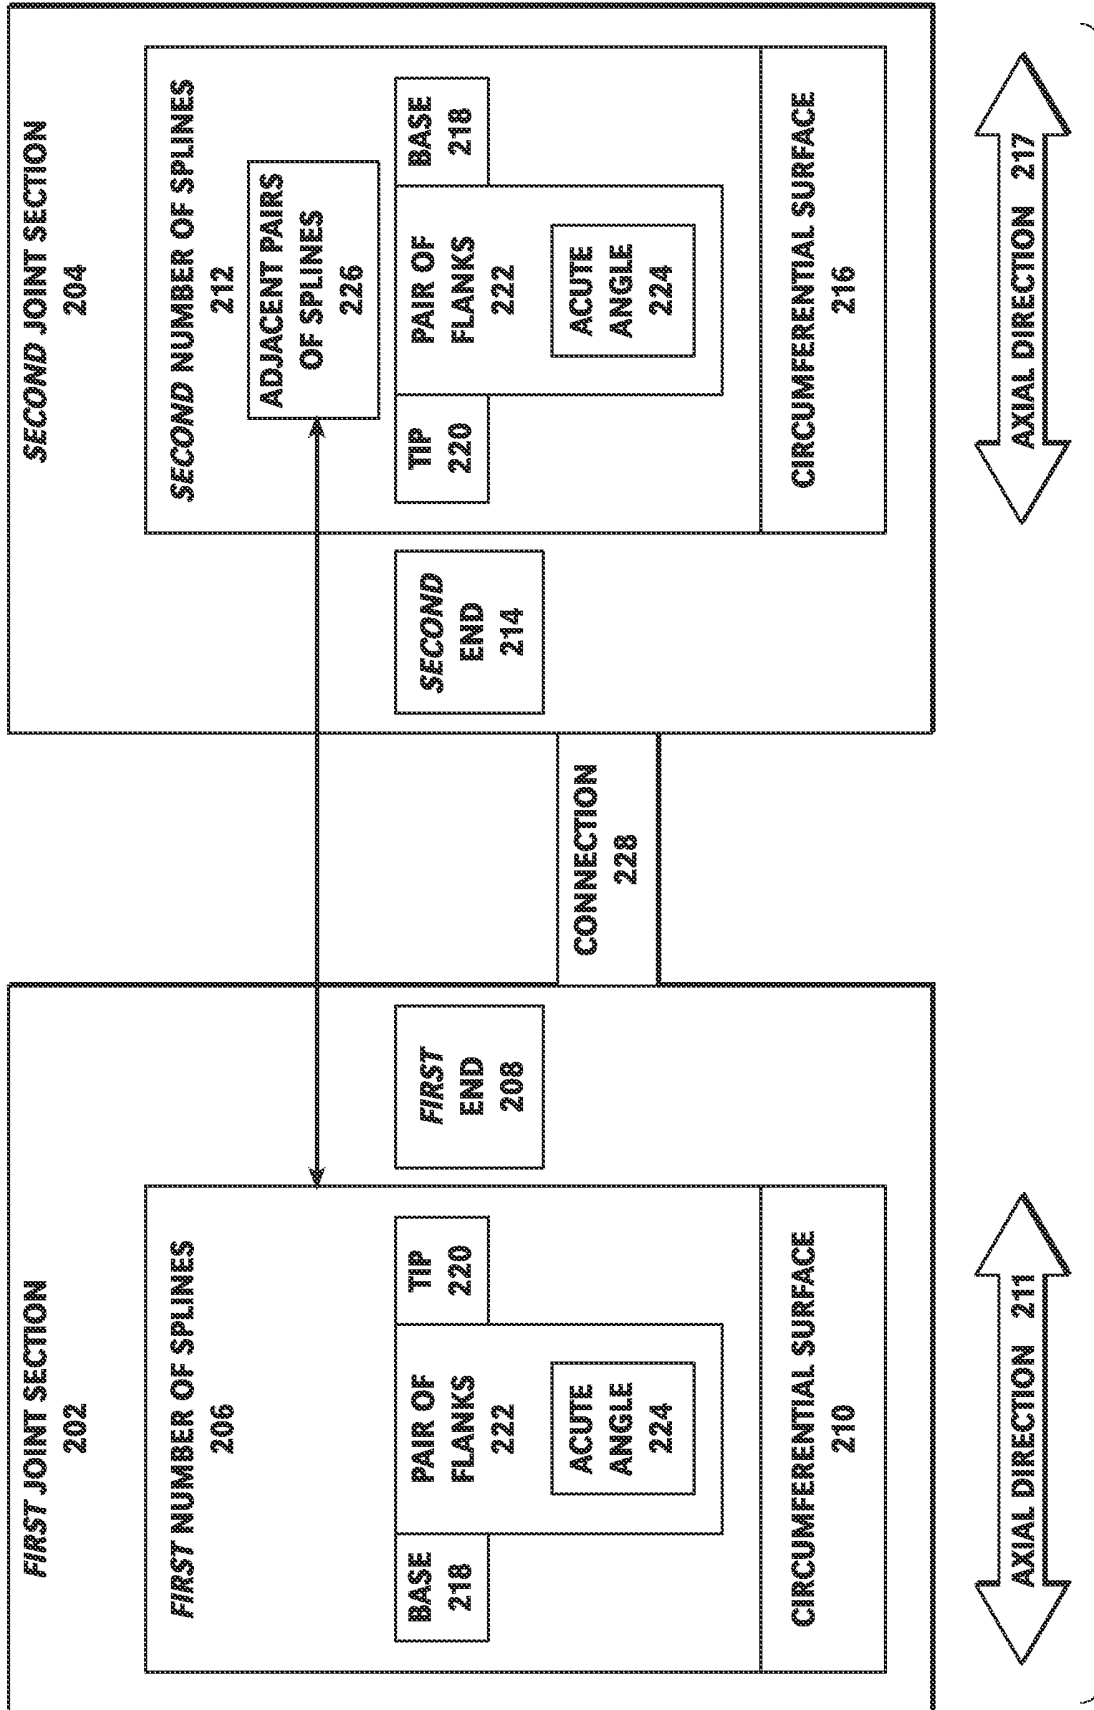 FIRST JOINT SECTION
202
FIRST NUMBER OF SPLINES
206
BASE
218
PAIR OF
FLANKS
222
ACUTE
ANGLE
224
TIP
220
CIRCUMFERENTIAL SURFACE
210
FIRST
END
208
AXIAL DIRECTION 211
CONNECTION
228
SECOND JOINT SECTION
204
SECOND NUMBER OF SPLINES
212
ADJACENT PAIRS
OF SPLINES
226
TIP
220
PAIR OF
FLANKS
222
ACUTE
ANGLE
224
BASE
218
CIRCUMFERENTIAL SURFACE
216
SECOND
END
214
AXIAL DIRECTION 217